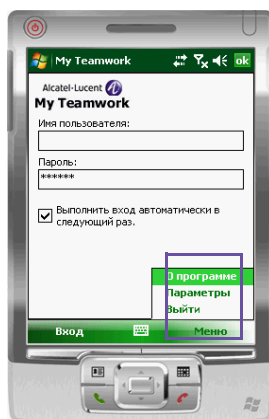 My Teamwork
ok
Alcatel-Lucent
My Teamwork
Имя пользователя:
Пароль:
******
Выполнить вход автоматически в
следующий раз.
О программе
Параметры
Выйти
Вход
Меню